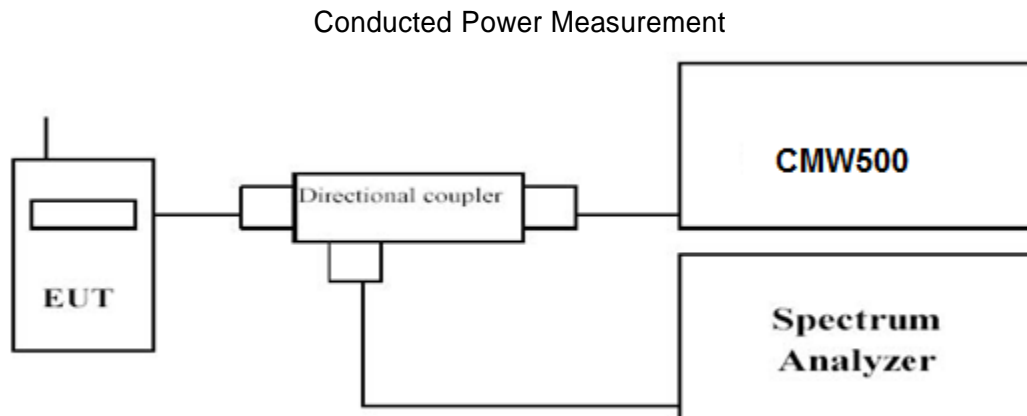 Conducted Power Measurement
CMW500
Directional coupler
EUT
Spectrum
Analyzer